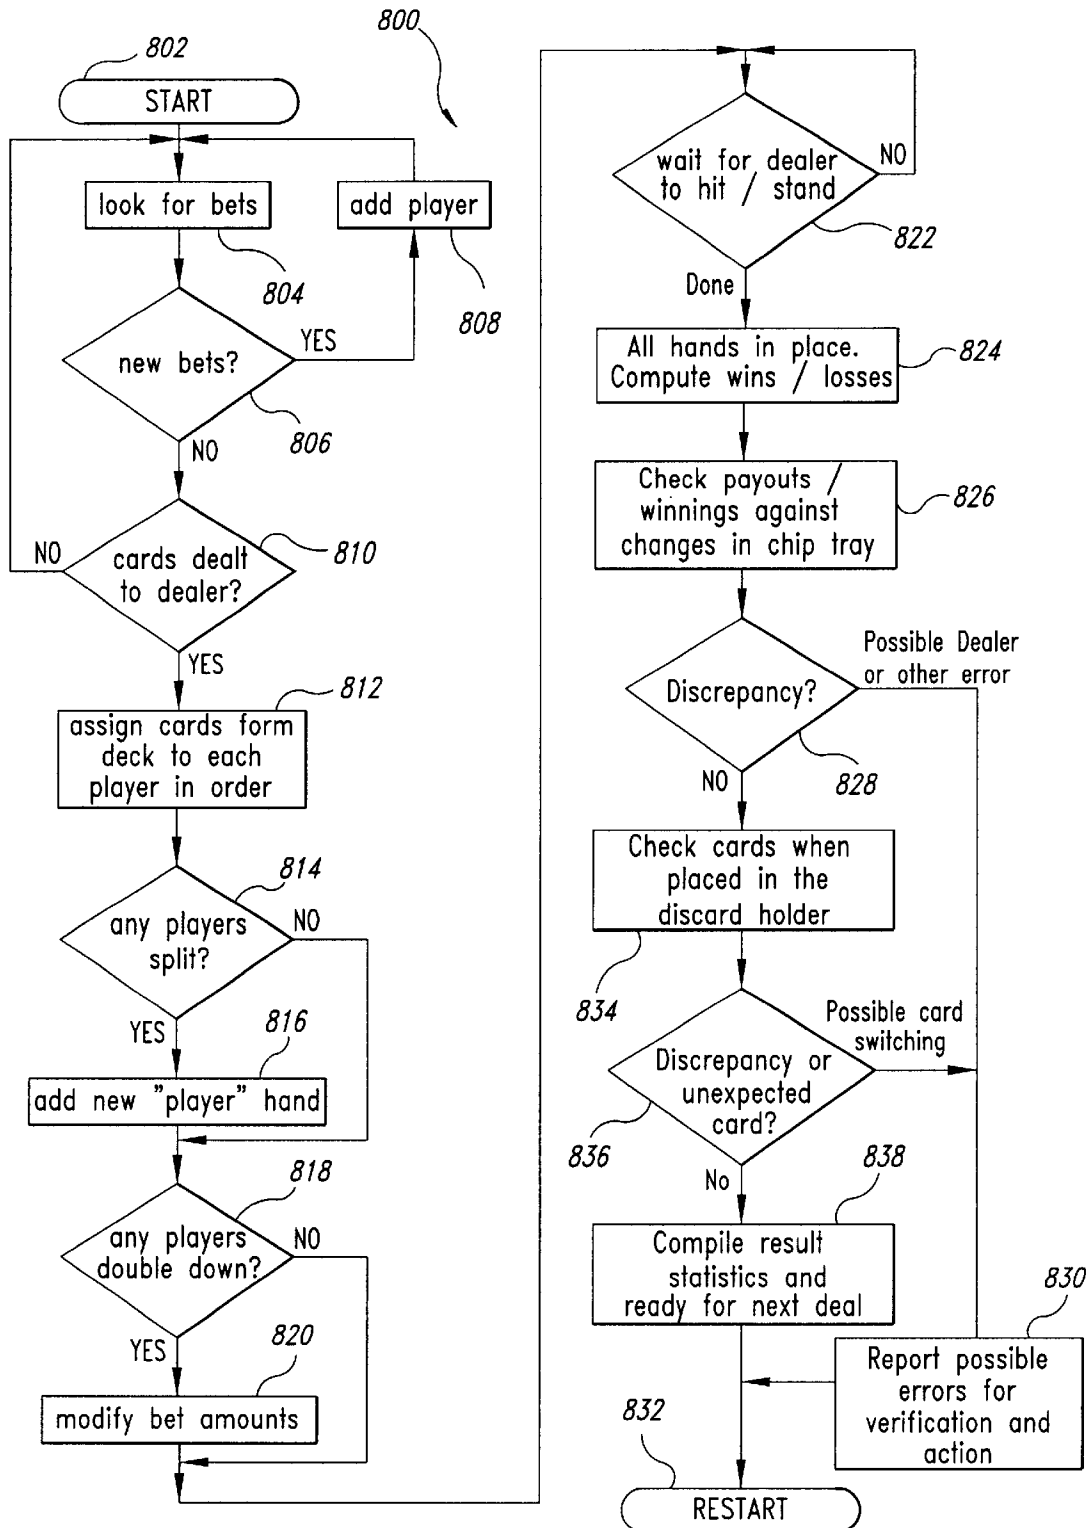 800
802
START
look for bets
804
add player
808
new bets?
YES
806
NO
NO
cards dealt
to dealer?
810
YES
812
assign cards form
deck to each
player in order
814
any players
split?
NO
YES
816
add new "player" hand
818
any players
double down?
NO
YES
820
modify bet amounts
wait for dealer
to hit / stand
NO
822
Done
All hands in place.
Compute wins / losses
824
Check payouts /
winnings against
changes in chip tray
826
Possible Dealer
or other error
Discrepancy?
828
NO
Check cards when
placed in the
discard holder
834
Possible card
switching
Discrepancy or
unexpected
card?
836
No
838
Compile result
statistics and
ready for next deal
830
Report possible
errors for
verification and
action
832
RESTART